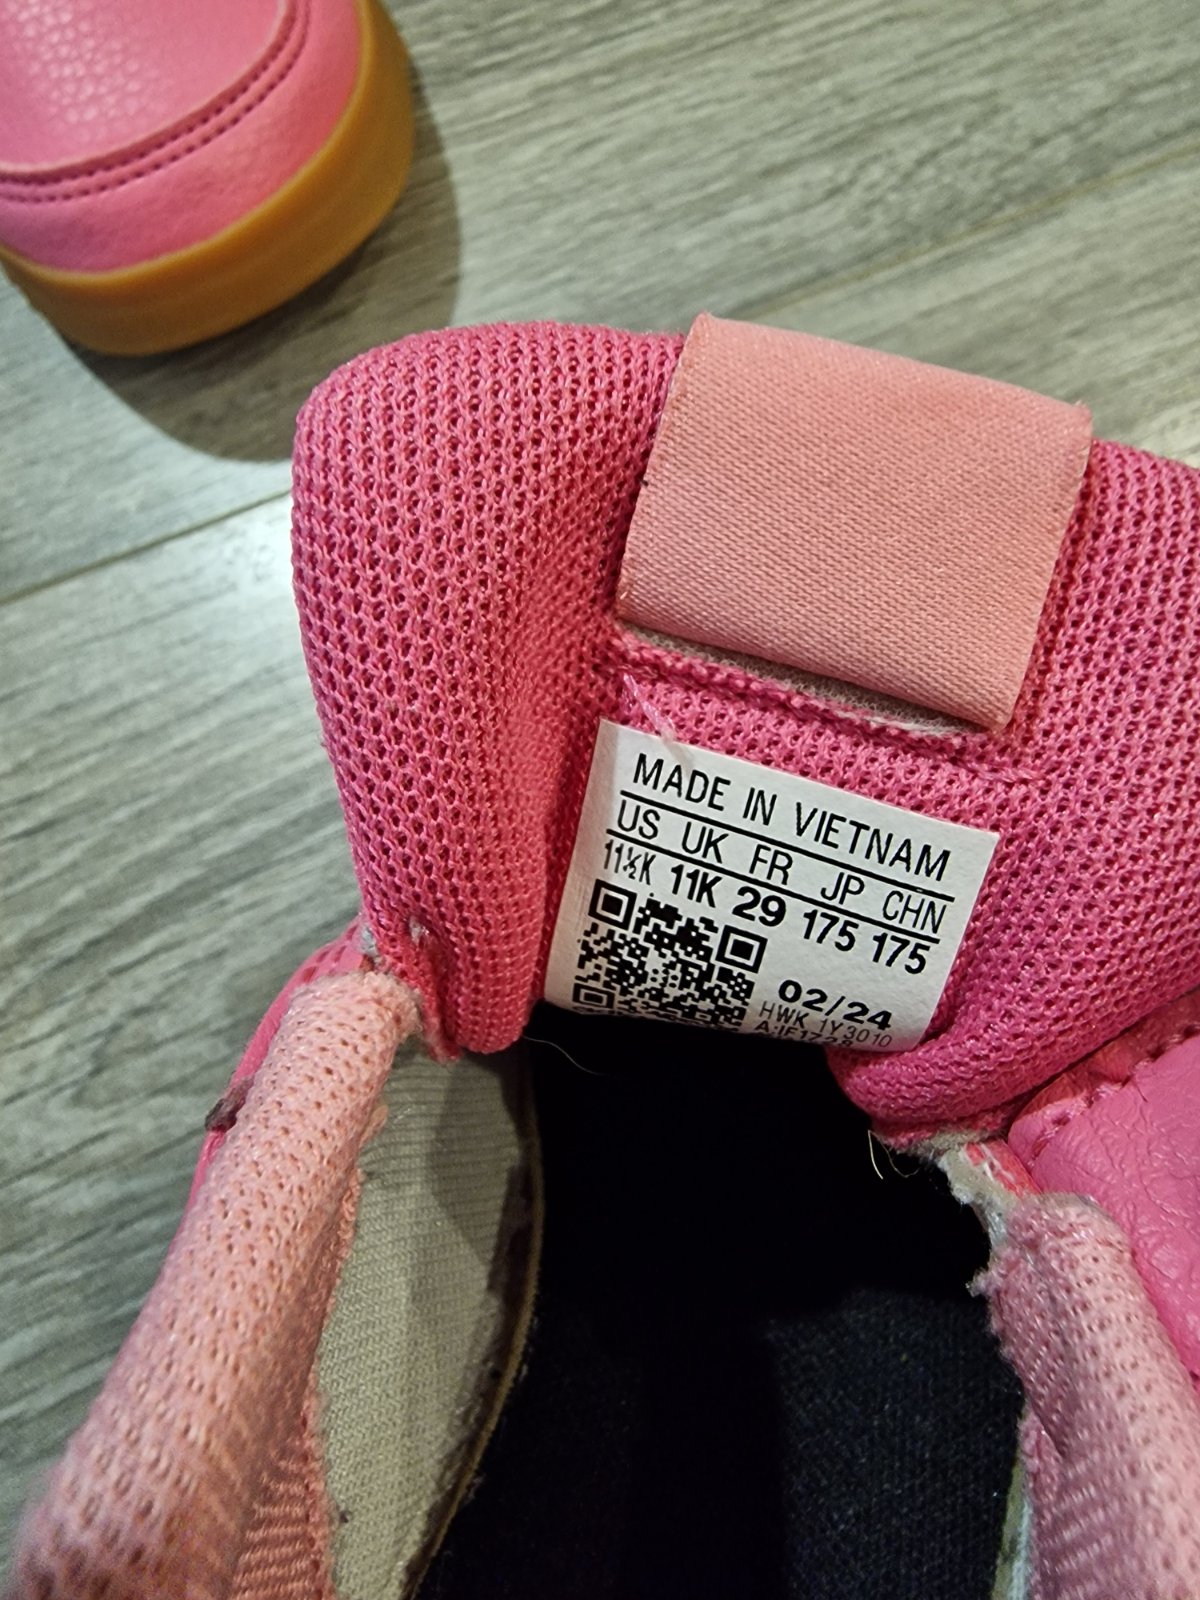 MADE IN VIETNAM
US UK FR JP CHN
11½K 11K 29 175 175
02/24
HWK 1Y3010